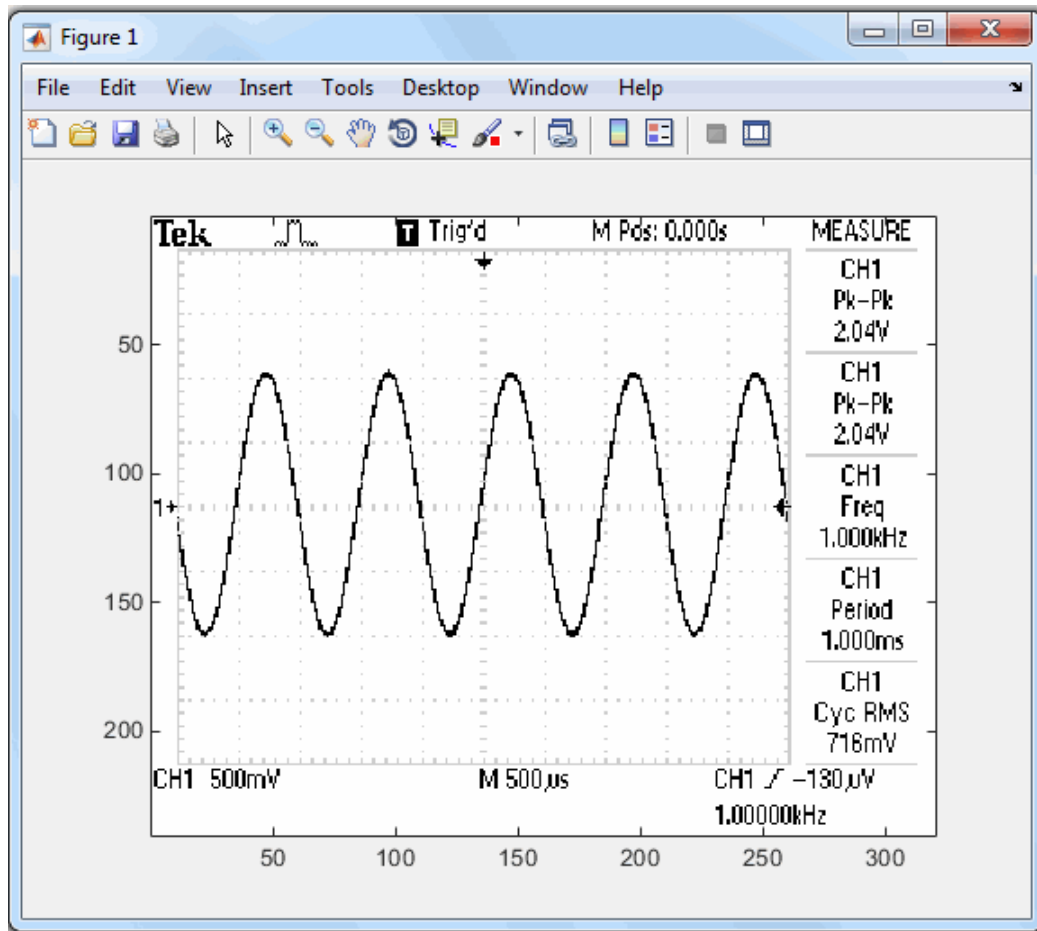 Figure 1
File Edit View Insert Tools Desktop Window Help
Tek T Trig'd M Pos: 0.000s MEASURE
CH1
Pk-Pk
2.04V
CH1
Pk-Pk
2.04V
CH1
Freq
1.000kHz
CH1
Period
1.000ms
CH1
Cyc RMS
716mV
50
100
150
200
1
CH1 500mV M 500µs CH1 -130µV
1.00000kHz
50 100 150 200 250 300